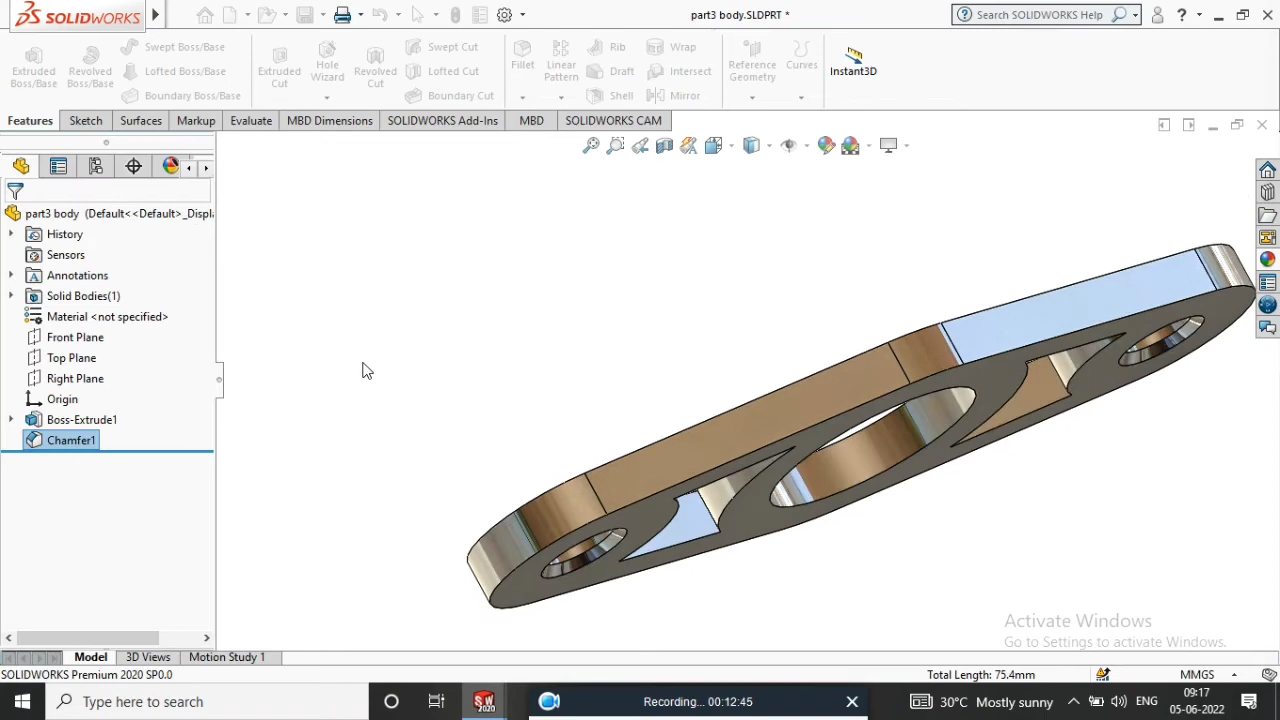 SOLIDWORKS
part3 body.SLDPRT *
Search SOLIDWORKS Help
Extruded Boss/Base
Revolved Boss/Base
Swept Boss/Base
Lofted Boss/Base
Boundary Boss/Base
Extruded Cut
Hole Wizard
Revolved Cut
Swept Cut
Lofted Cut
Boundary Cut
Fillet
Linear Pattern
Rib
Draft
Shell
Wrap
Intersect
Mirror
Reference Geometry
Curves
Instant3D
Features
Sketch
Surfaces
Markup
Evaluate
MBD Dimensions
SOLIDWORKS Add-Ins
MBD
SOLIDWORKS CAM
part3 body (Default<<Default>_Displ
History
Sensors
Annotations
Solid Bodies(1)
Material <not specified>
Front Plane
Top Plane
Right Plane
Origin
Boss-Extrude1
Chamfer1
Activate Windows
Go to Settings to activate Windows.
Model
3D Views
Motion Study 1
SOLIDWORKS Premium 2020 SP0.0
Total Length: 75.4mm
MMGS
Type here to search
SW
2020
Recording... 00:12:45
30°C Mostly sunny
ENG
09:17
05-06-2022